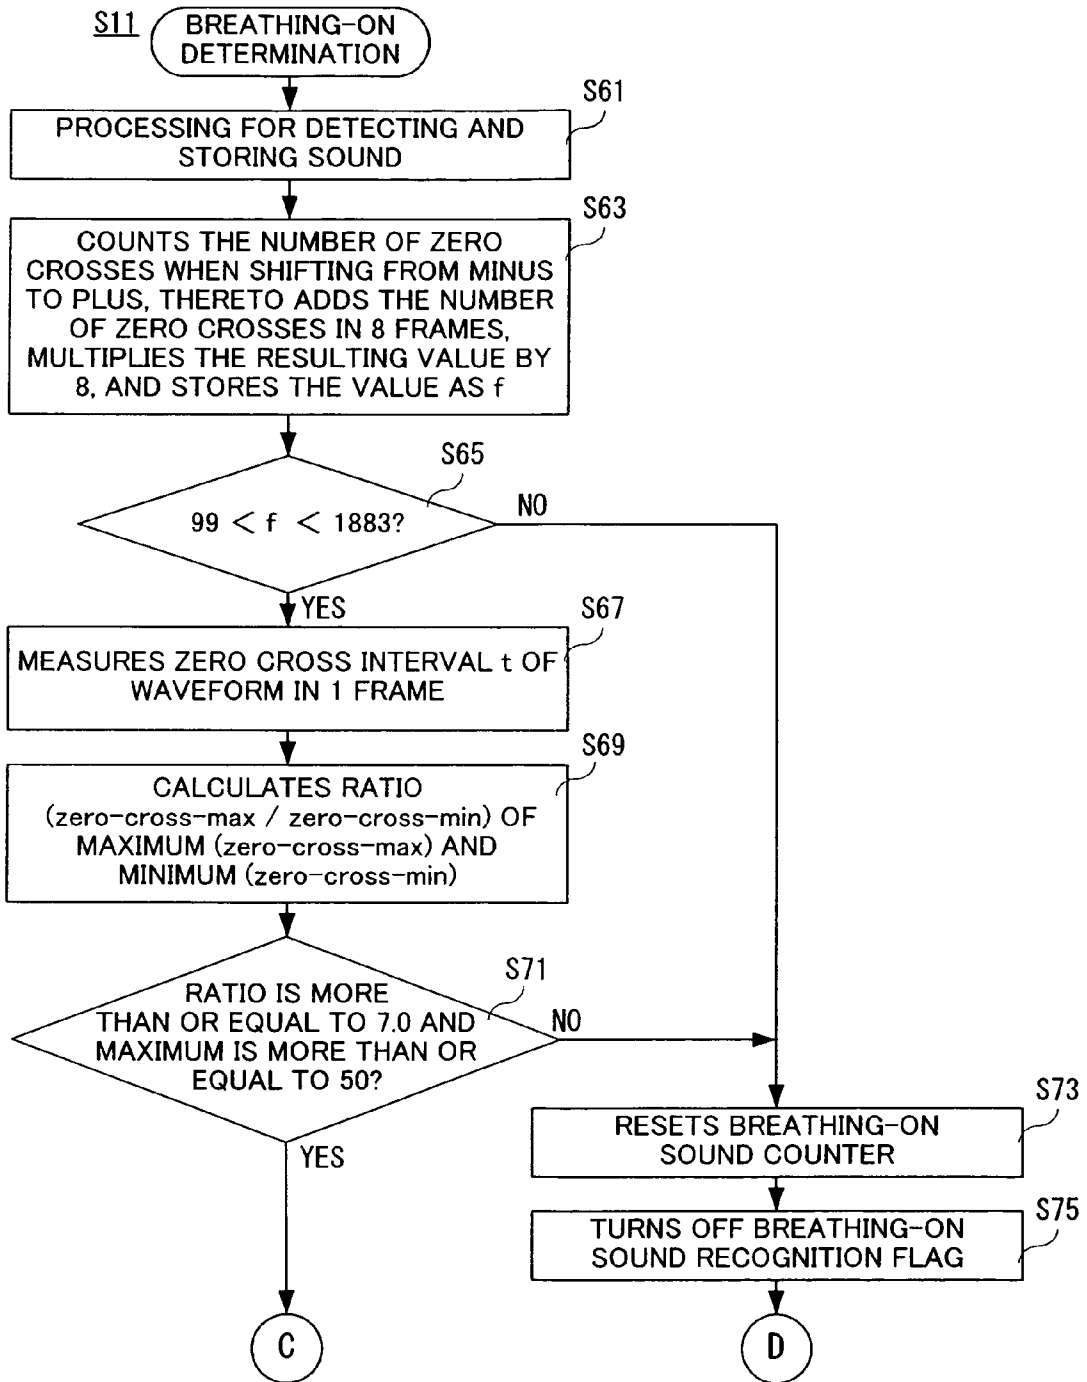 S11
BREATHING-ON
DETERMINATION
S61
PROCESSING FOR DETECTING AND
STORING SOUND
S63
COUNTS THE NUMBER OF ZERO
CROSSES WHEN SHIFTING FROM MINUS
TO PLUS, THERETO ADDS THE NUMBER
OF ZERO CROSSES IN 8 FRAMES,
MULTIPLIES THE RESULTING VALUE BY
8, AND STORES THE VALUE AS f
S65
99 < f < 1883?
NO
YES
S67
MEASURES ZERO CROSS INTERVAL t OF
WAVEFORM IN 1 FRAME
S69
CALCULATES RATIO
(zero-cross-max / zero-cross-min) OF
MAXIMUM (zero-cross-max) AND
MINIMUM (zero-cross-min)
S71
RATIO IS MORE
THAN OR EQUAL TO 7.0 AND
MAXIMUM IS MORE THAN OR
EQUAL TO 50?
NO
YES
S73
RESETS BREATHING-ON
SOUND COUNTER
S75
TURNS OFF BREATHING-ON
SOUND RECOGNITION FLAG
C
D